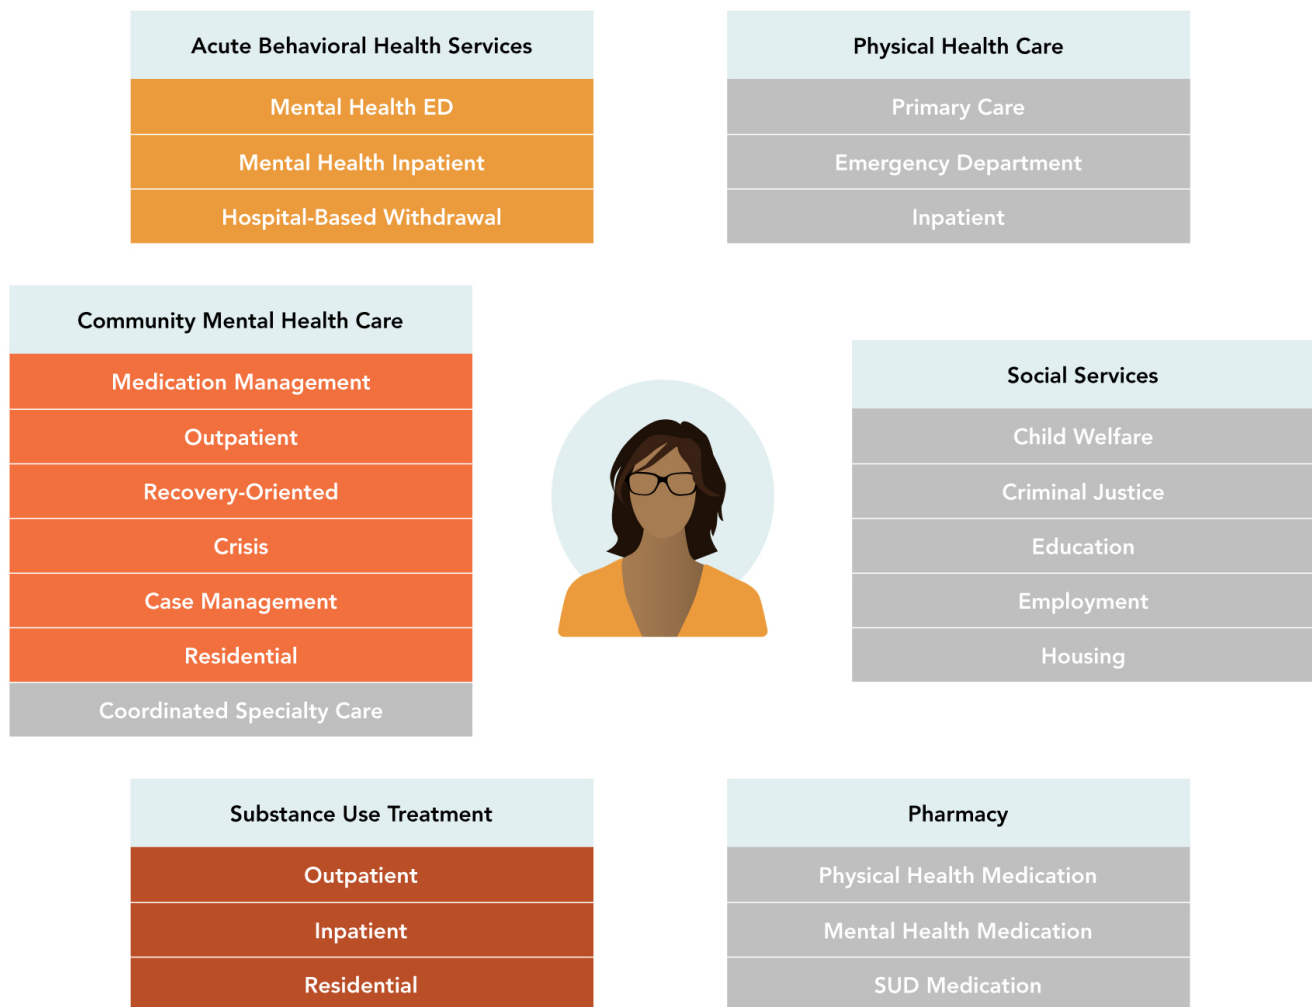 Acute Behavioral Health Services
Mental Health ED
Mental Health Inpatient
Hospital-Based Withdrawal
Physical Health Care
Primary Care
Emergency Department
Inpatient
Community Mental Health Care
Medication Management
Outpatient
Recovery-Oriented
Crisis
Case Management
Residential
Coordinated Specialty Care
Social Services
Child Welfare
Criminal Justice
Education
Employment
Housing
Substance Use Treatment
Outpatient
Inpatient
Residential
Pharmacy
Physical Health Medication
Mental Health Medication
SUD Medication